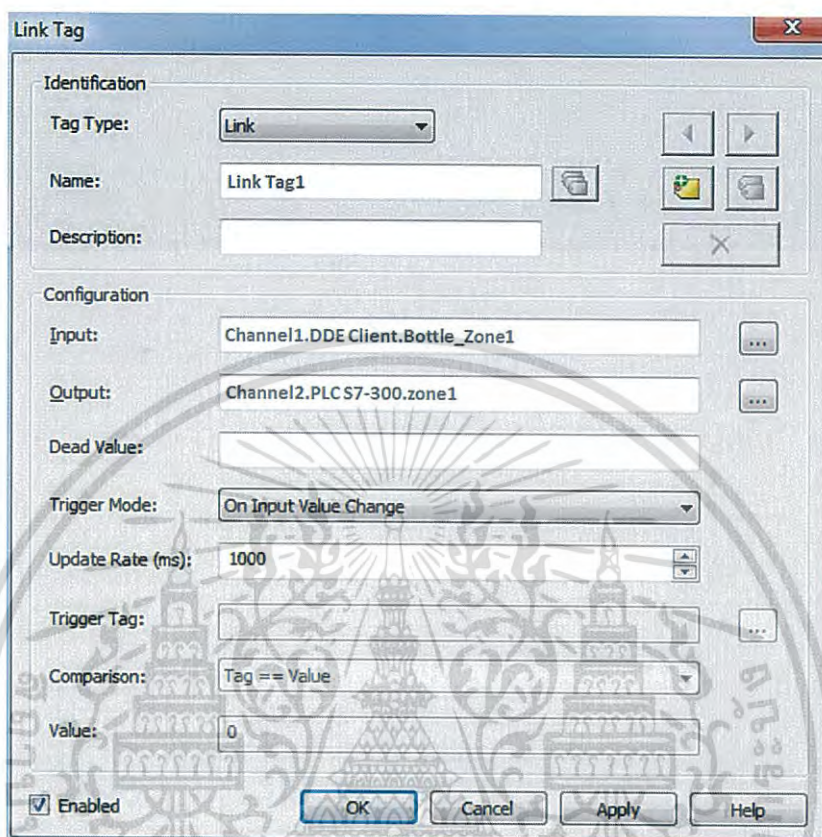 Link Tag
Identification
Tag Type: Link
Name: Link Tag1
Description:
Configuration
Input: Channel1.DDE Client.Bottle_Zone1 ...
Output: Channel2.PLC S7-300.zone1 ...
Dead Value:
Trigger Mode: On Input Value Change
Update Rate (ms): 1000
Trigger Tag: ...
Comparison: Tag == Value
Value: 0
Enabled OK Cancel Apply Help